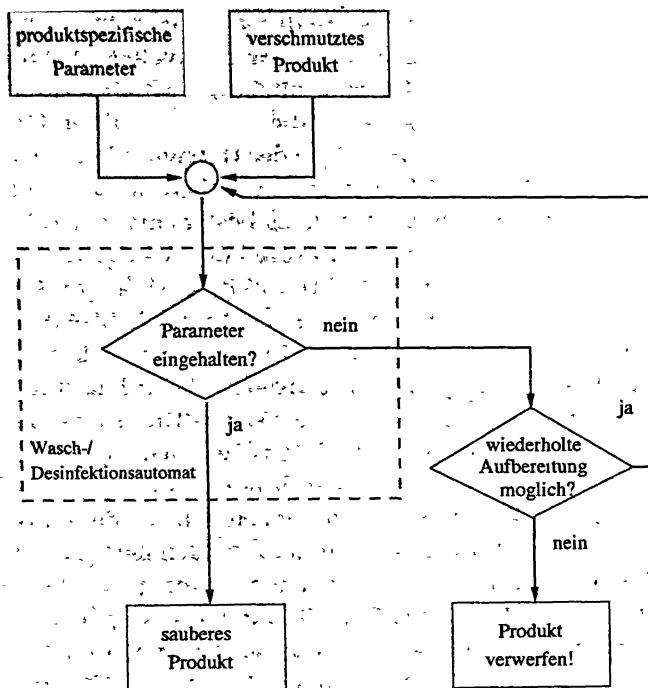 produktspezifische
Parameter
verschmutztes
Produkt
Parameter
eingehalten?
nein
ja
Wasch-/
Desinfektionsautomat
wiederholte
Aufbereitung
moglich?
ja
nein
sauberes
Produkt
Produkt
verwerfen!